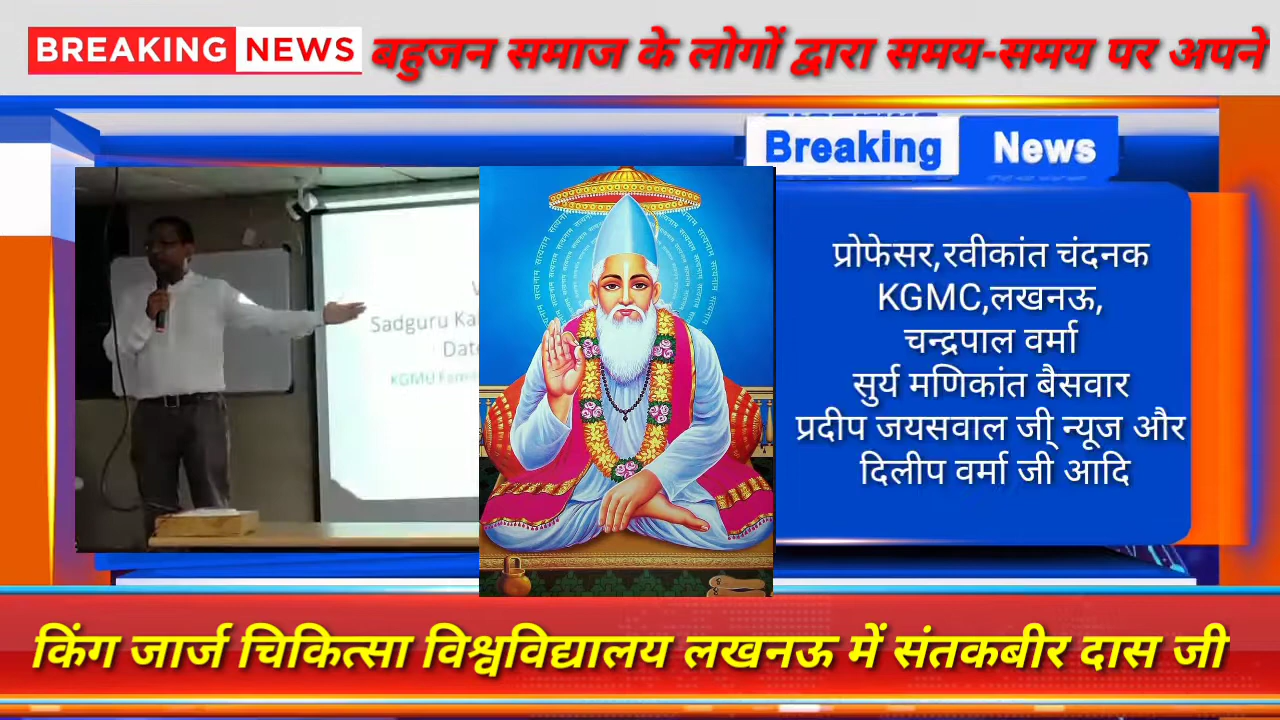 BREAKING NEWS बहुजन समाज के लोगों द्वारा समय-समय पर अपने
Breaking News
प्रोफेसर,रवीकांत चंदनक
KGMC,लखनऊ,
चन्द्रपाल वर्मा
सुर्य मणिकांत बैसवार
प्रदीप जयसवाल जी् न्यूज और
दिलीप वर्मा जी आदि
Sadguru Ka
Date
KGMU
किंग जार्ज चिकित्सा विश्वविद्यालय लखनऊ में संतकबीर दास जी